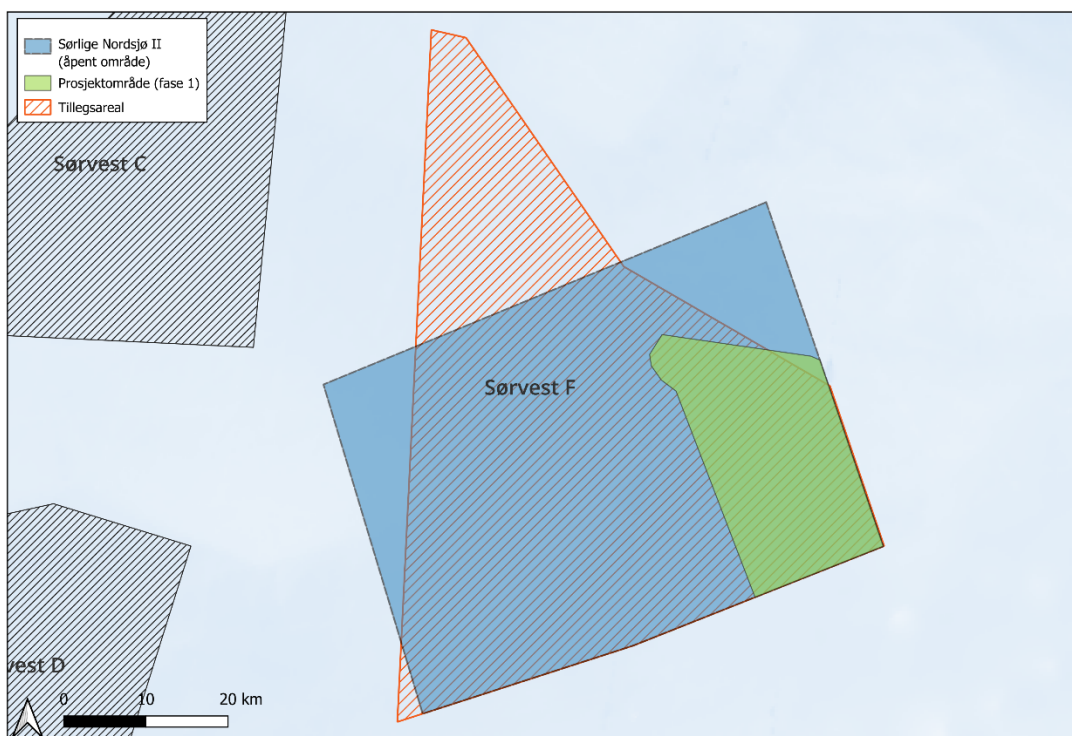 Sørlige Nordsjø II
(åpent område)
Prosjektområde (fase 1)
Tillegsareal
Sørvest C
Sørvest F
vest D
0 10 20 km